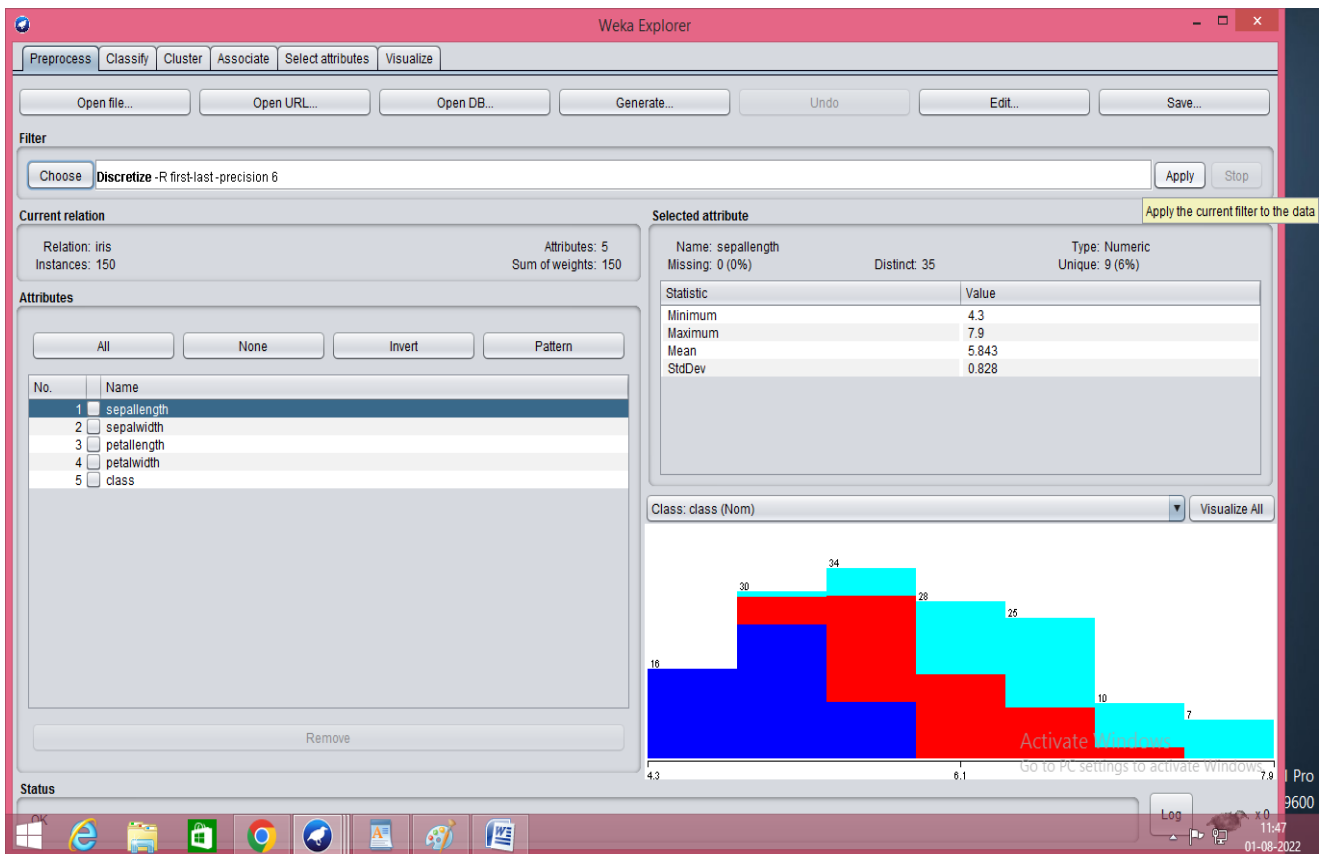 Weka Explorer
Preprocess Classify Cluster Associate Select attributes Visualize
Open file... Open URL... Open DB... Generate... Undo Edit... Save...
Filter
Choose Discretize -R first-last -precision 6 Apply Stop
Apply the current filter to the data
Current relation
Relation: iris Attributes: 5
Instances: 150 Sum of weights: 150
Selected attribute
Name: sepallength Type: Numeric
Missing: 0 (0%) Distinct: 35 Unique: 9 (6%)
Statistic Value
Minimum 4.3
Maximum 7.9
Mean 5.843
StdDev 0.828
Attributes
All None Invert Pattern
No. Name
1 sepallength
2 sepalwidth
3 petallength
4 petalwidth
5 class
Remove
Class: class (Nom) Visualize All
16 30 34 28 25 10 7
4.3 6.1 7.9
Activate Windows
Go to PC settings to activate Windows.
Pro
9600
Status
OK
Log x 0
11:47
01-08-2022